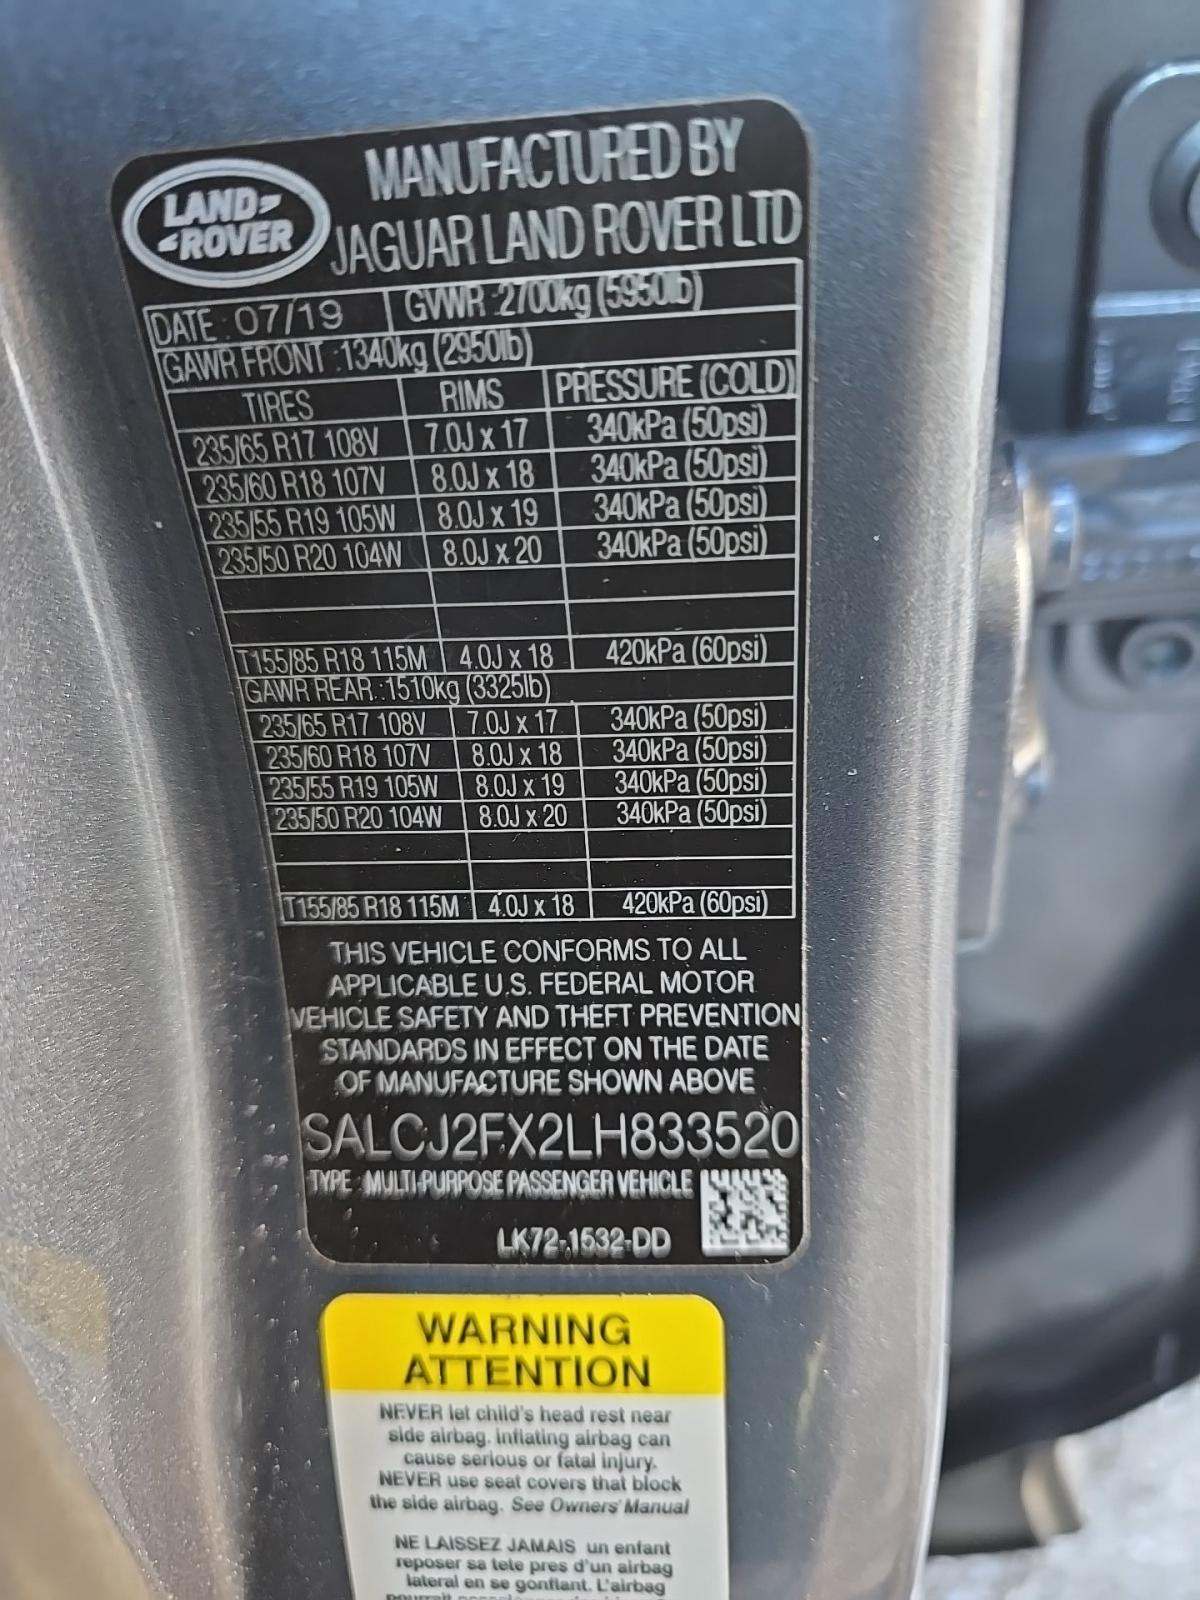 LAND ROVER
MANUFACTURED BY
JAGUAR LAND ROVER LTD
DATE : 07/19 GVWR : 2700kg (5950lb)
GAWR FRONT : 1340kg (2950lb)
TIRES RIMS PRESSURE (COLD)
235/65 R17 108V 7.0J x 17 340kPa (50psi)
235/60 R18 107V 8.0J x 18 340kPa (50psi)
235/55 R19 105W 8.0J x 19 340kPa (50psi)
235/50 R20 104W 8.0J x 20 340kPa (50psi)
T155/85 R18 115M 4.0J x 18 420kPa (60psi)
GAWR REAR : 1510kg (3325lb)
235/65 R17 108V 7.0J x 17 340kPa (50psi)
235/60 R18 107V 8.0J x 18 340kPa (50psi)
235/55 R19 105W 8.0J x 19 340kPa (50psi)
235/50 R20 104W 8.0J x 20 340kPa (50psi)
T155/85 R18 115M 4.0J x 18 420kPa (60psi)
THIS VEHICLE CONFORMS TO ALL
APPLICABLE U.S. FEDERAL MOTOR
VEHICLE SAFETY AND THEFT PREVENTION
STANDARDS IN EFFECT ON THE DATE
OF MANUFACTURE SHOWN ABOVE
SALCJ2FX2LH833520
TYPE : MULTI-PURPOSE PASSENGER VEHICLE
LK72-1532-DD
WARNING
ATTENTION
NEVER let child's head rest near
side airbag. inflating airbag can
cause serious or fatal injury.
NEVER use seat covers that block
the side airbag. See Owners' Manual
NE LAISSEZ JAMAIS un enfant
reposer sa tete pres d'un airbag
lateral en se gonflant. L'airbag